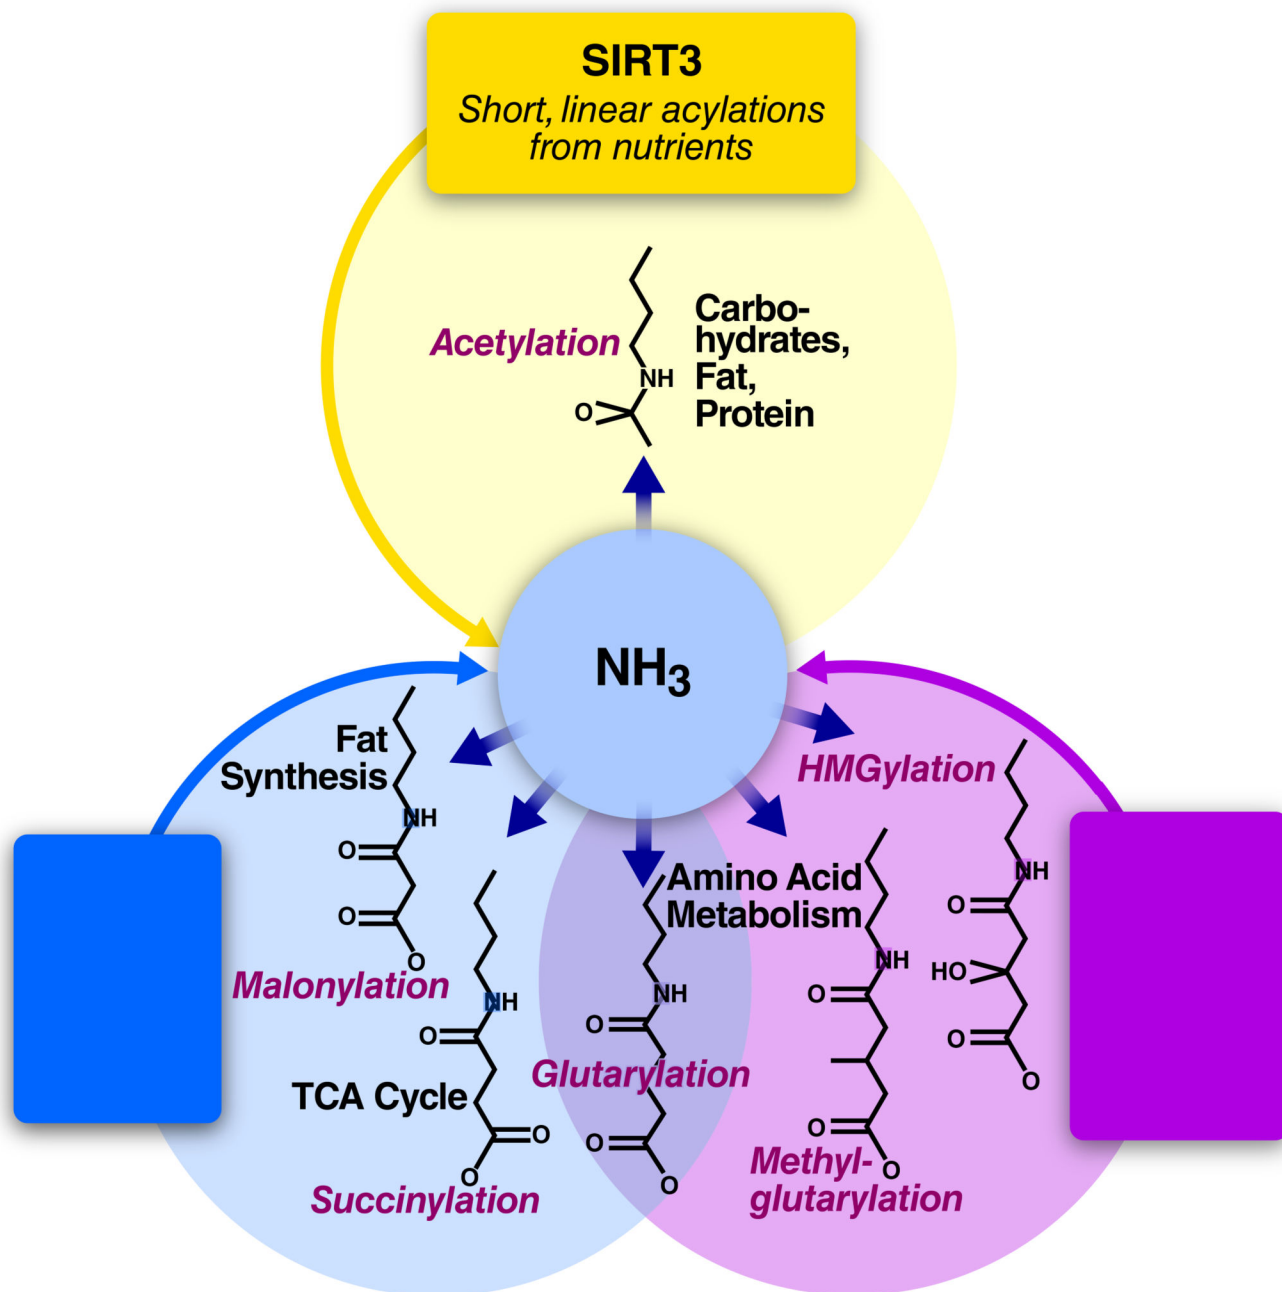 SIRT3
Short, linear acylations
from nutrients
Acetylation
Carbo-
hydrates,
Fat,
Protein
NH
O
NH3
Fat
Synthesis
NH
O
O
O
Malonylation
NH
O
TCA Cycle
O
O
Succinylation
NH
O
Glutarylation
O
O
Amino Acid
Metabolism
NH
O
O
O
Methyl-
glutarylation
HMGylation
NH
O
HO
O
O